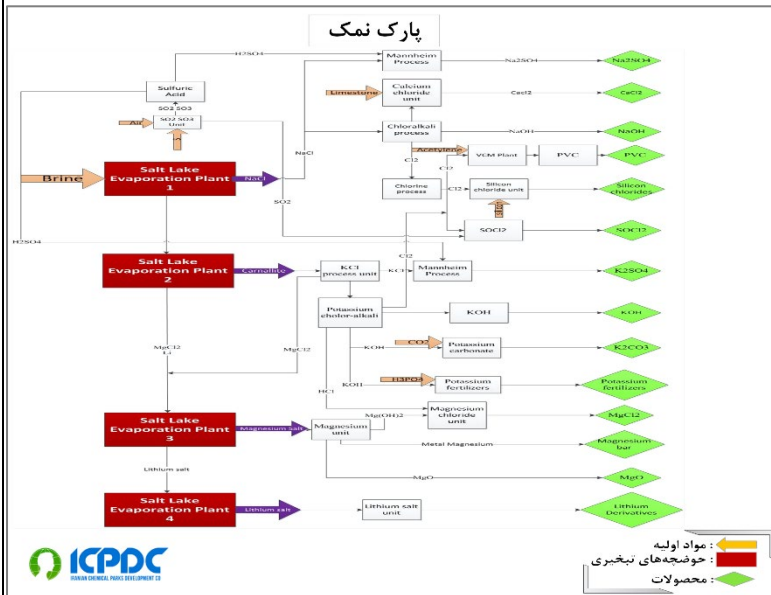 پارک نمک
H2SO4
Mannheim Process
Na2SO4
Na2SO4
Sulfuric Acid
SO2 SO3
Limestone
Calcium chloride unit
Cacl2
CaCl2
Air
SO2 SO3 Unit
Chloralkali process
NaOH
NaOH
NaCl
Acetylene
Cl2
Cl2
VCM Plant
PVC
PVC
Brine
Salt Lake
Evaporation Plant
1
NaCl
SO2
Chlorine process
Cl2
Silicon chloride unit
Silicon chlorides
SOCl2
SOCl2
H2SO4
Cl2
Salt Lake
Evaporation Plant
2
Carnallite
KCl process unit
KCl
Mannheim Process
K2SO4
MgCl2
Li
MgCl2
Potassium cholor-alkali
KOH
KOH
KOH
CO2
Potassium carbonate
K2CO3
HCl
KOH
H3PO4
Potassium fertilizers
Potassium fertilizers
Salt Lake
Evaporation Plant
3
Magnesium salt
Magnesium unit
Mg(OH)2
Magnesium chloride unit
MgCl2
Metal Magnesium
Magnesium bar
MgO
MgO
Lithium salt
Salt Lake
Evaporation Plant
4
Lithium salt
Lithium salt unit
Lithium Derivatives
ICPDC
IRANIAN CHEMICAL PARKS DEVELOPMENT CO
: مواد اولیه
: حوضچه‌های تبخیری
: محصولات